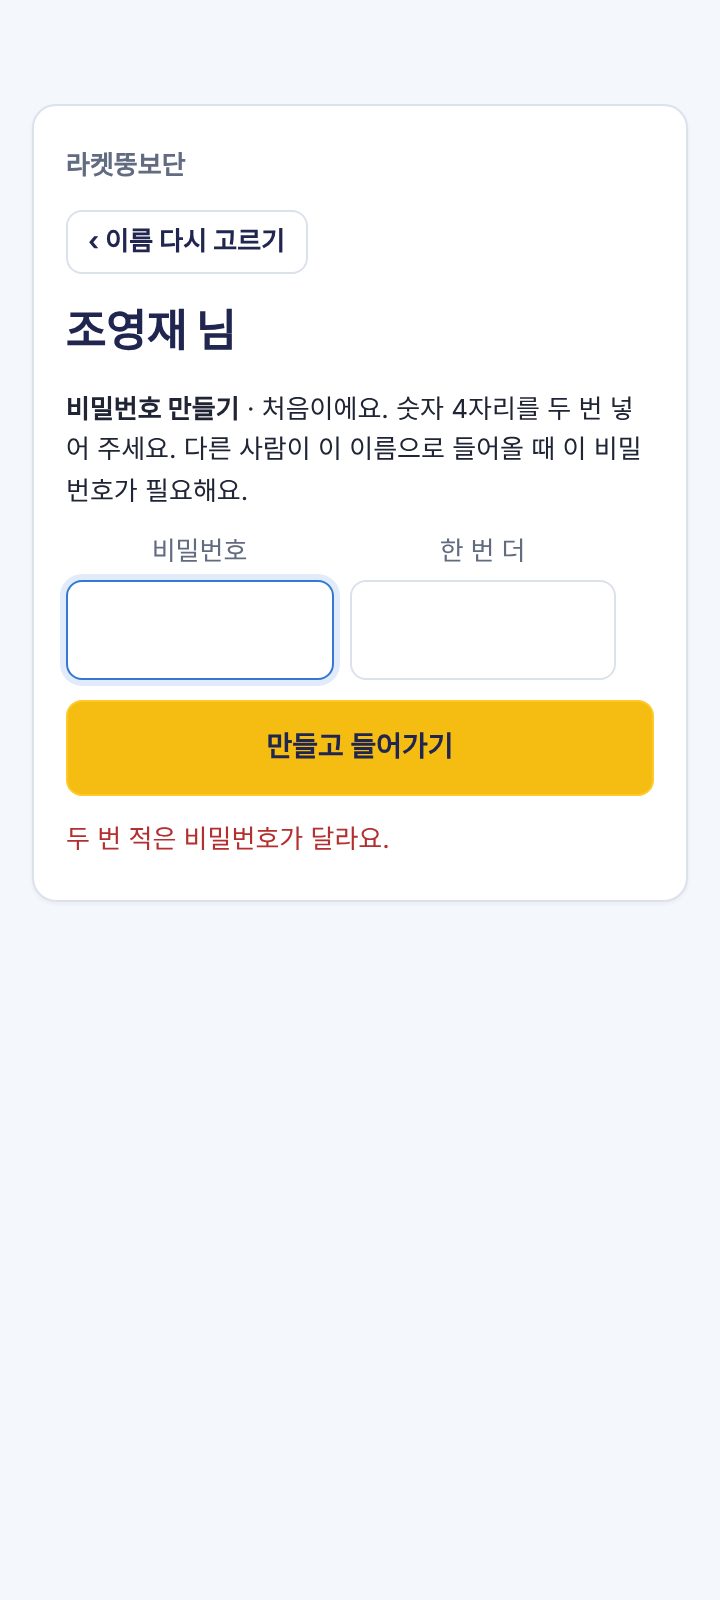 라켓뚱보단
‹ 이름 다시 고르기
조영재 님
비밀번호 만들기 · 처음이에요. 숫자 4자리를 두 번 넣
어 주세요. 다른 사람이 이 이름으로 들어올 때 이 비밀
번호가 필요해요.
비밀번호 한 번 더
만들고 들어가기
두 번 적은 비밀번호가 달라요.